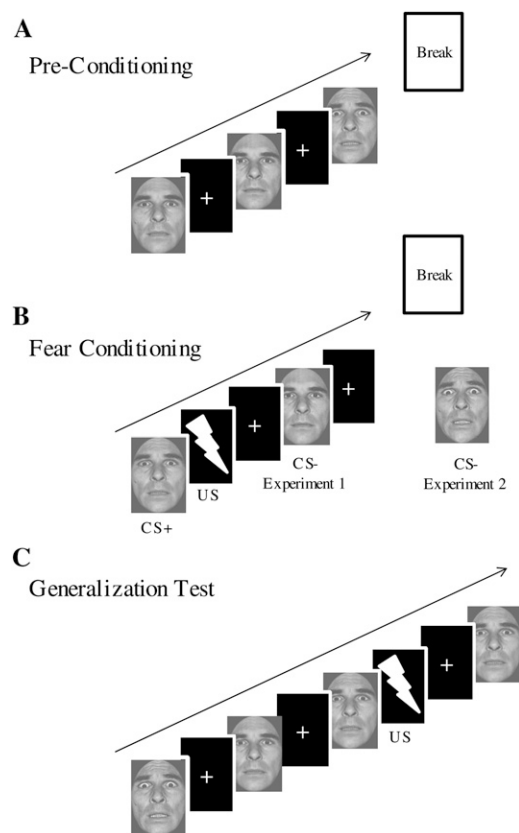 A
Pre-Conditioning
Break
+
+
Break
B
Fear Conditioning
+
+
US
CS+
CS-
Experiment 1
CS-
Experiment 2
C
Generalization Test
+
+
+
US